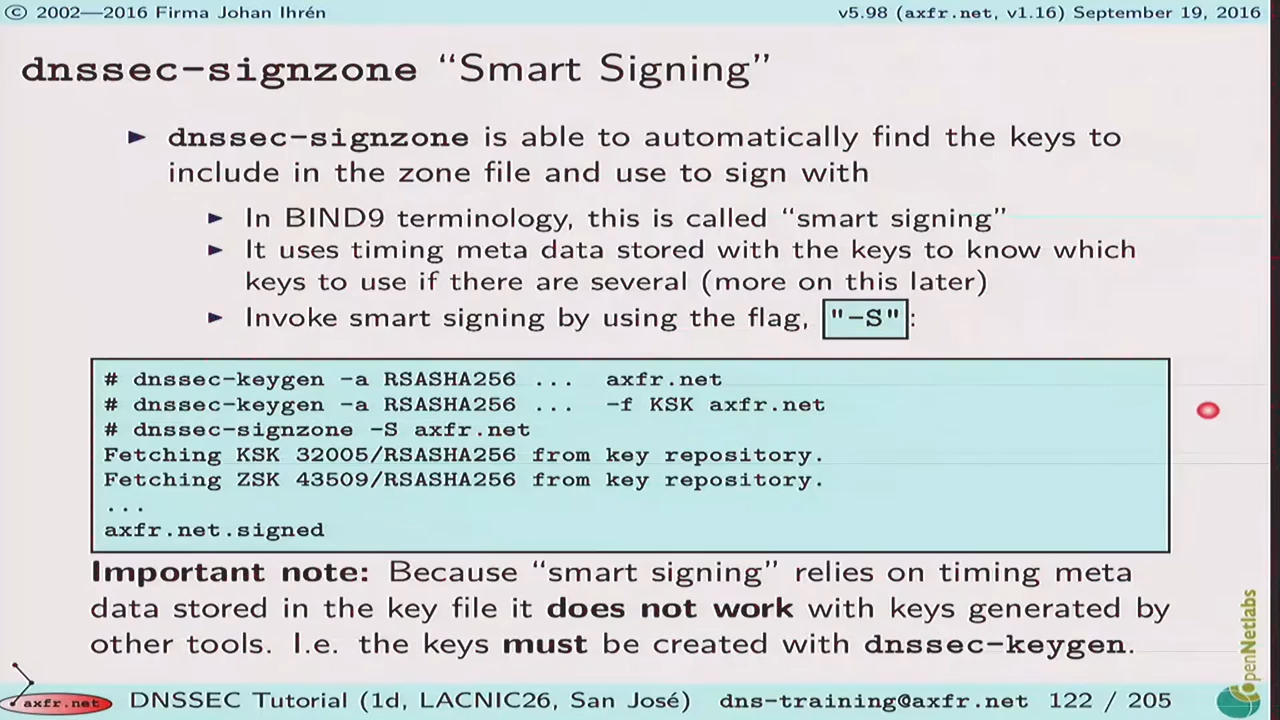 © 2002—2016 Firma Johan Ihrén
v5.98 (axfr.net, v1.16) September 19, 2016
dnssec-signzone “Smart Signing”
► dnssec-signzone is able to automatically find the keys to
include in the zone file and use to sign with
► In BIND9 terminology, this is called “smart signing”
► It uses timing meta data stored with the keys to know which
keys to use if there are several (more on this later)
► Invoke smart signing by using the flag, "-S":
# dnssec-keygen -a RSASHA256 ... axfr.net
# dnssec-keygen -a RSASHA256 ... -f KSK axfr.net
# dnssec-signzone -S axfr.net
Fetching KSK 32005/RSASHA256 from key repository.
Fetching ZSK 43509/RSASHA256 from key repository.
...
axfr.net.signed
Important note: Because “smart signing” relies on timing meta
data stored in the key file it does not work with keys generated by
other tools. I.e. the keys must be created with dnssec-keygen.
OpenNetlabs
axfr.net
DNSSEC Tutorial (1d, LACNIC26, San José)
dns-training@axfr.net 122 / 205